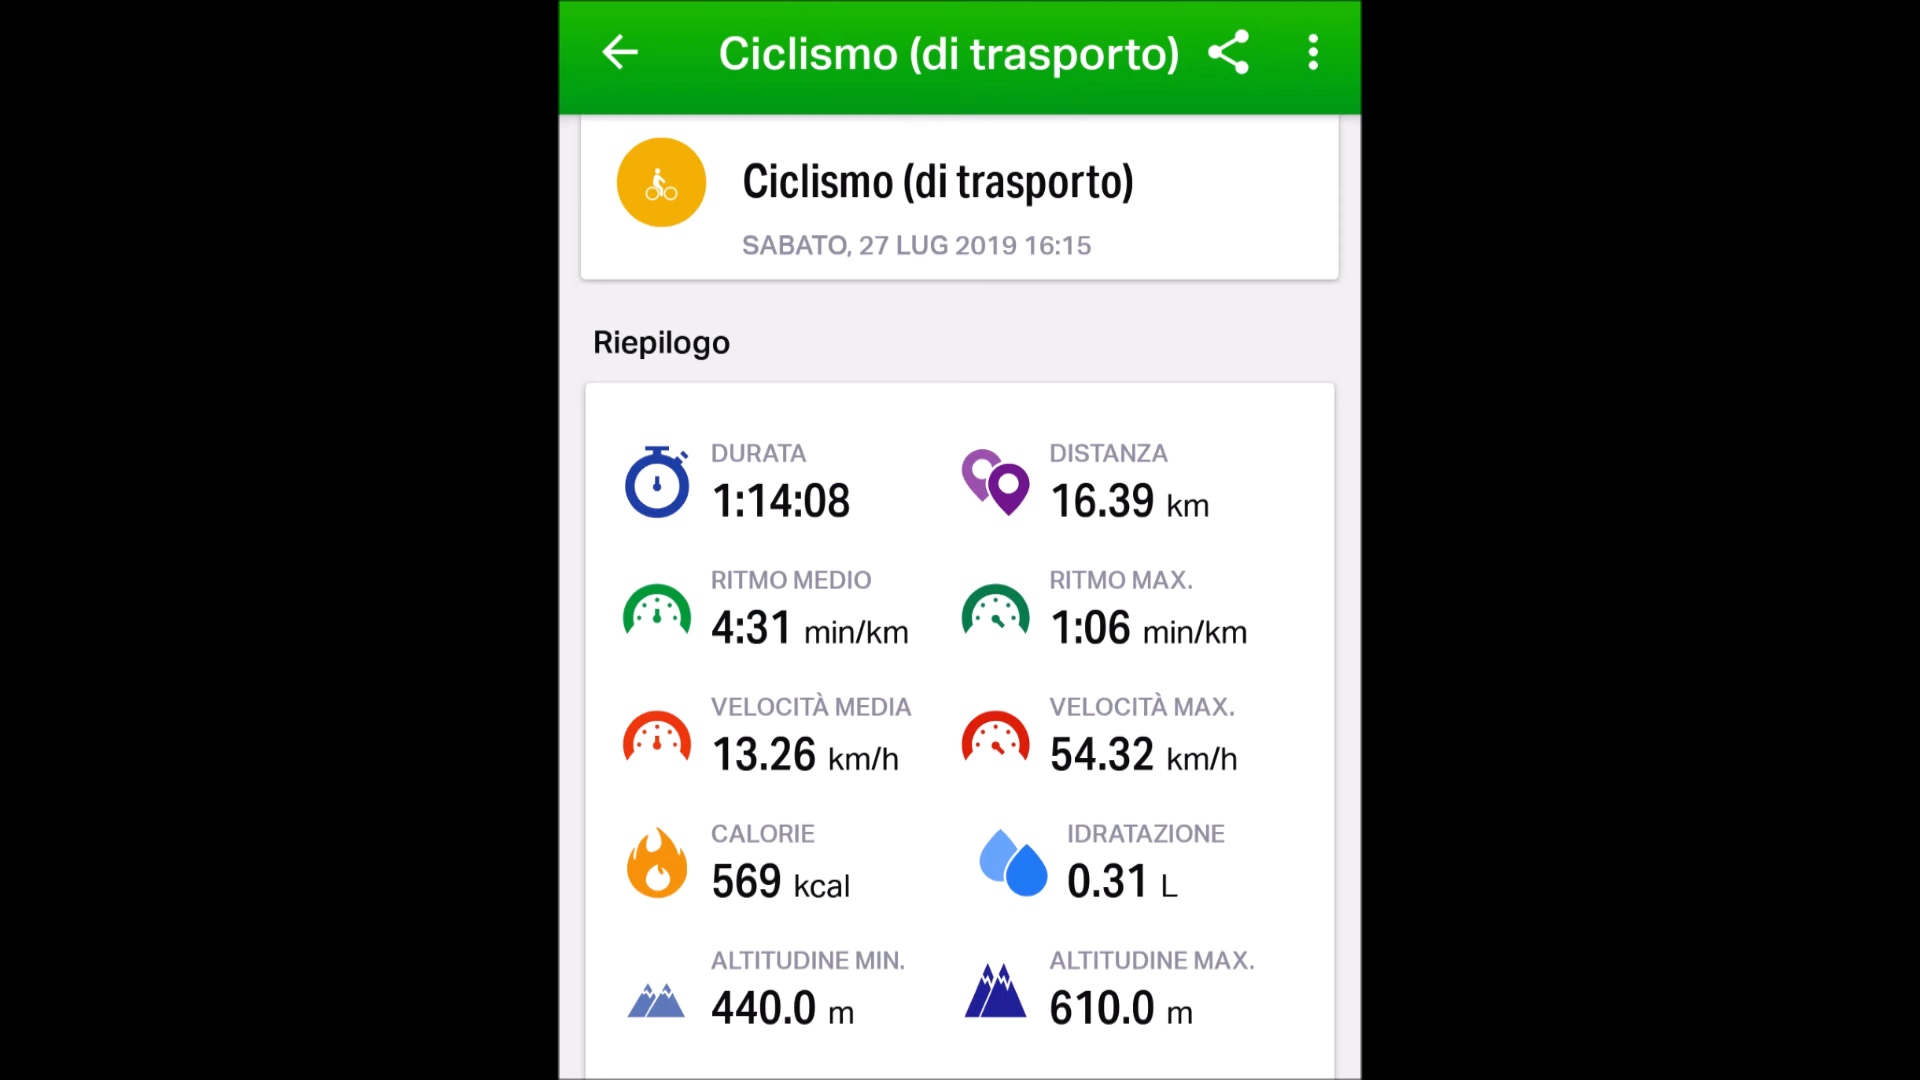 Ciclismo (di trasporto)
Ciclismo (di trasporto)
SABATO, 27 LUG 2019 16:15
Riepilogo
DURATA
1:14:08
DISTANZA
16.39 km
RITMO MEDIO
4:31 min/km
RITMO MAX.
1:06 min/km
VELOCITÀ MEDIA
13.26 km/h
VELOCITÀ MAX.
54.32 km/h
CALORIE
569 kcal
IDRATAZIONE
0.31 L
ALTITUDINE MIN.
440.0 m
ALTITUDINE MAX.
610.0 m